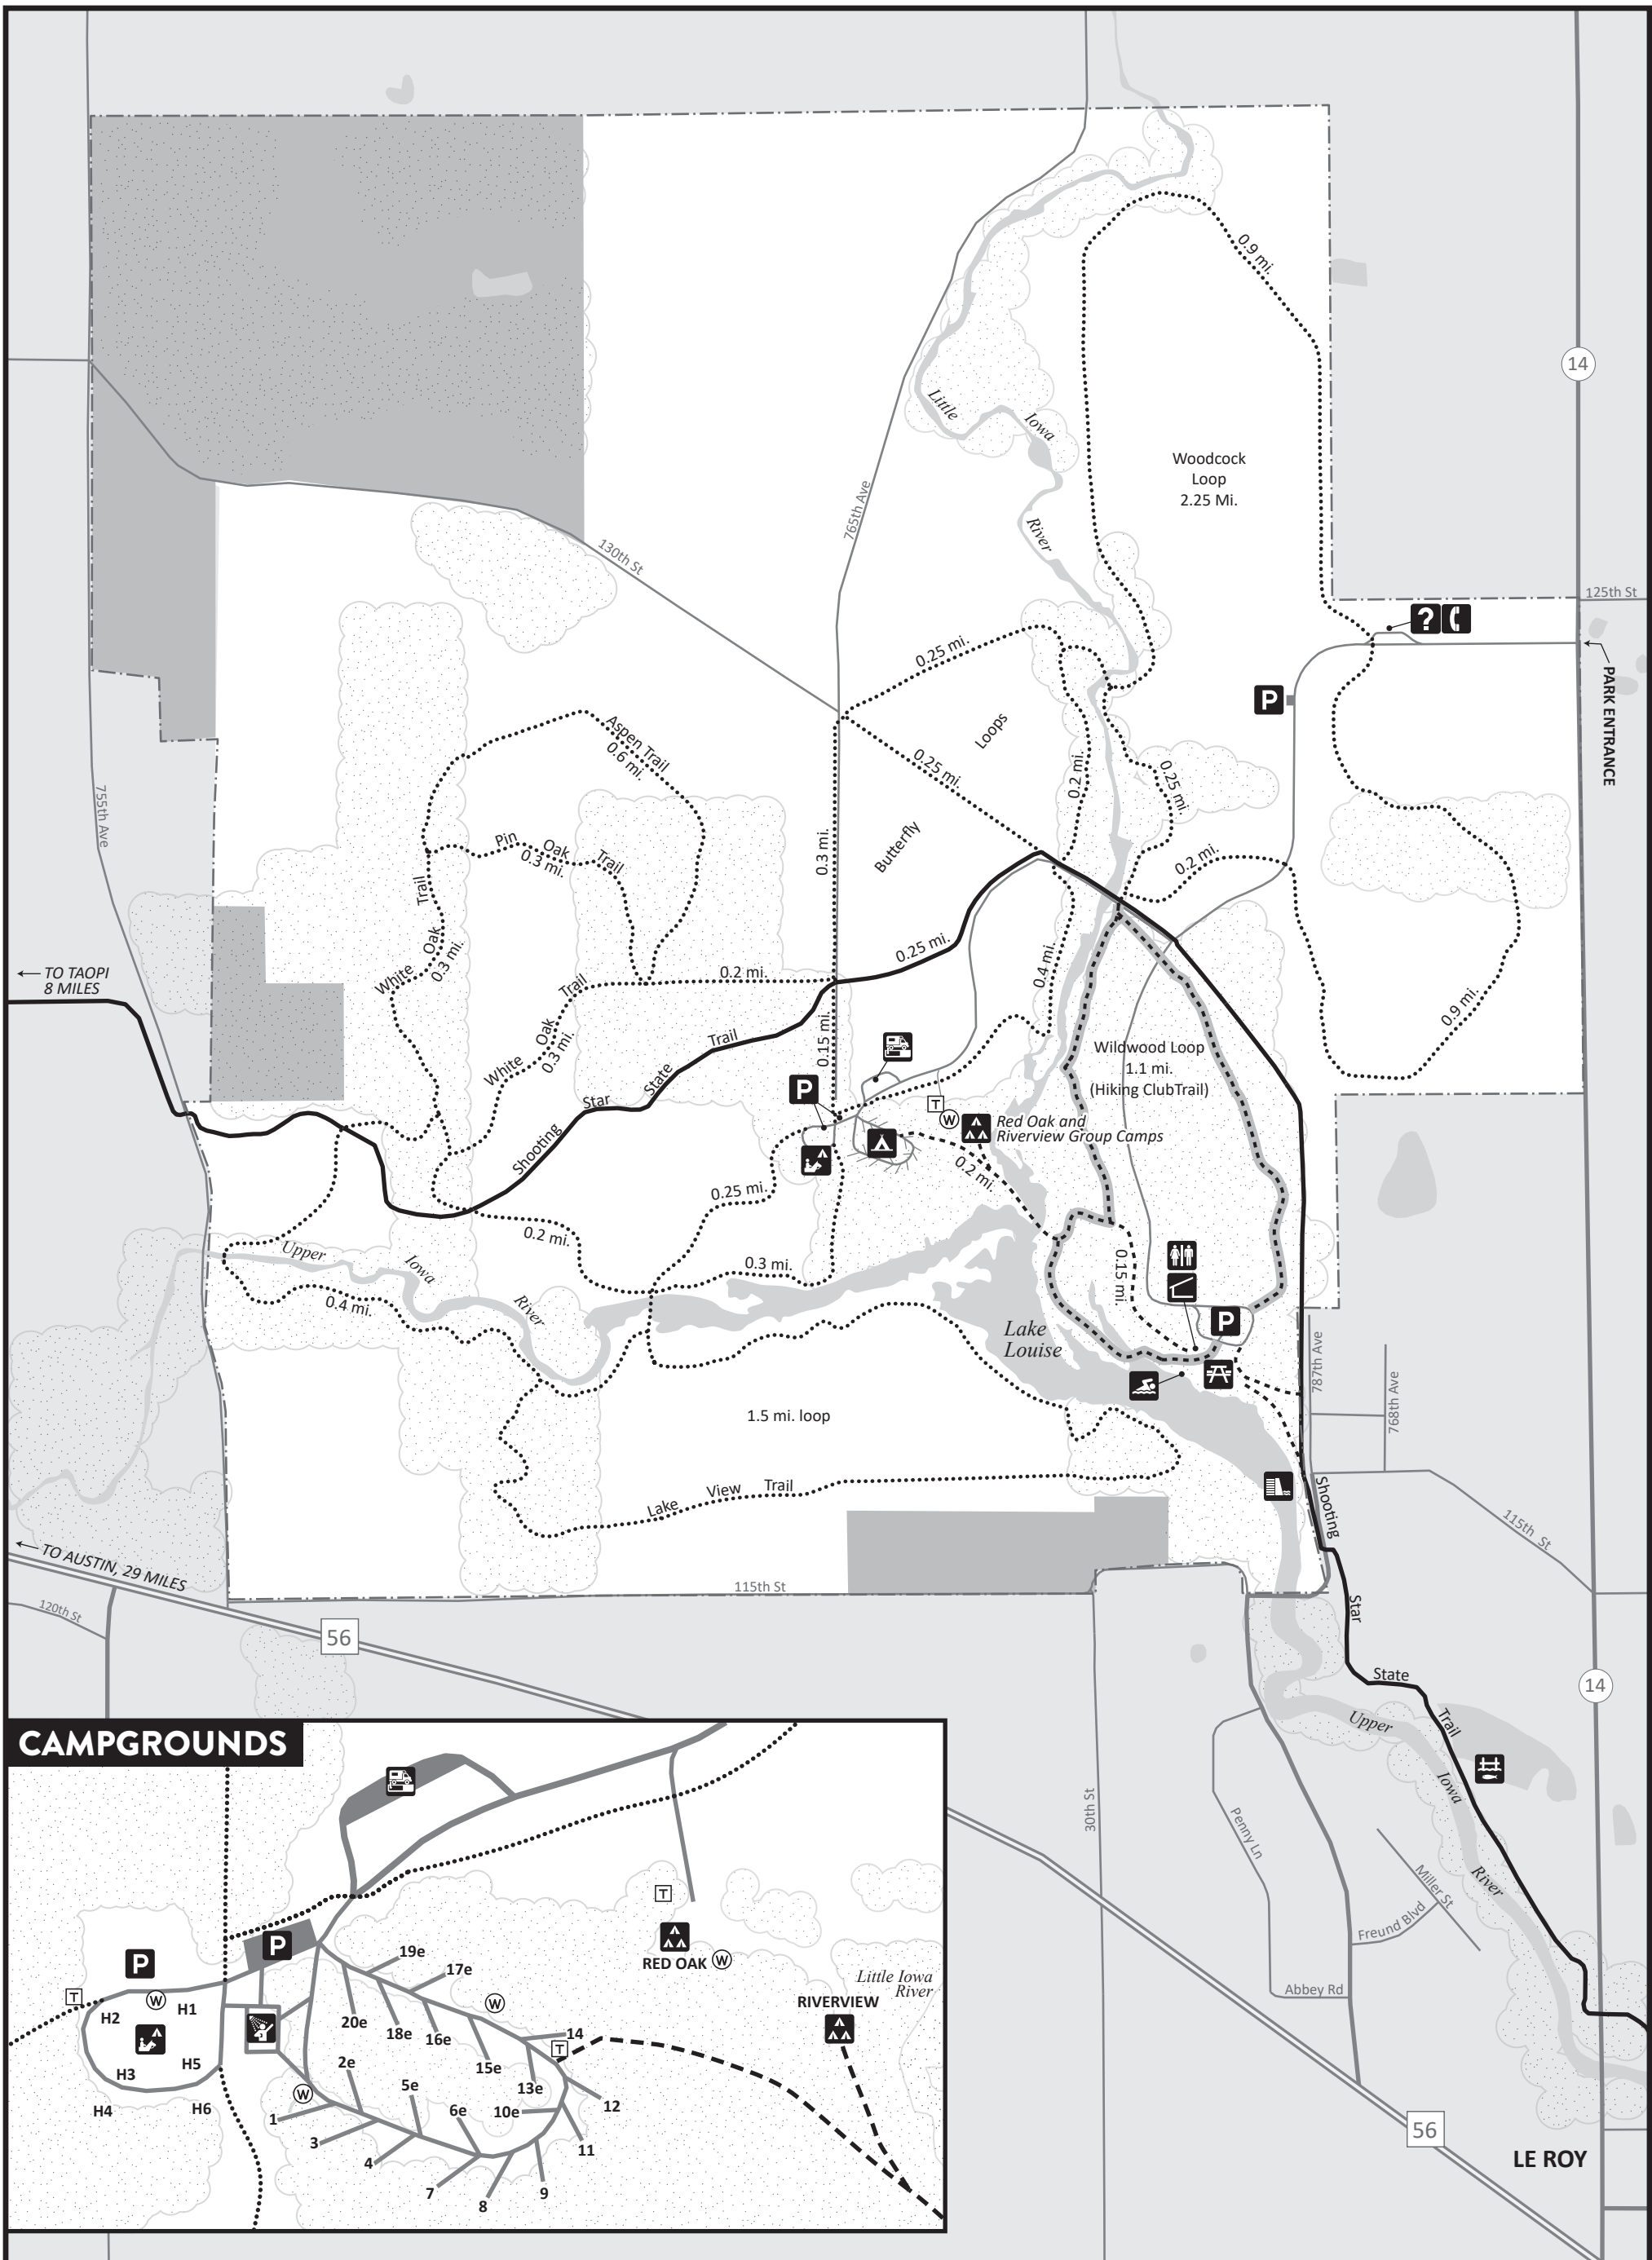 0.9 mi.
14
Little
Iowa
River
Woodcock
Loop
2.25 Mi.
765th Ave
130th St
125th St
?
PARK ENTRANCE
P
0.25 mi.
Loops
0.25 mi.
0.2 mi.
0.25 mi.
Aspen Trail
0.6 mi.
755th Ave
Pin Oak Trail
0.3 mi.
0.3 mi.
Butterfly
0.2 mi.
White Oak Trail
0.3 mi.
← TO TAOPI
8 MILES
0.2 mi.
0.25 mi.
0.4 mi.
0.9 mi.
White Oak Trail
0.3 mi.
0.15 mi.
Wildwood Loop
1.1 mi.
(Hiking ClubTrail)
Shooting Star State Trail
P
T
W
Red Oak and
Riverview Group Camps
0.2 mi.
0.25 mi.
0.2 mi.
0.3 mi.
Upper Iowa River
0.4 mi.
0.15 mi.
P
Lake
Louise
787th Ave
768th Ave
1.5 mi. loop
Lake View Trail
115th St
115th St
← TO AUSTIN, 29 MILES
120th St
56
Shooting Star State Trail
14
Upper Iowa River
30th St
Penny Ln
Miller St
Freund Blvd
Abbey Rd
56
LE ROY
CAMPGROUNDS
T
RED OAK W
Little Iowa
River
RIVERVIEW
P
P
T
W
H1
H2
H3
H4
H5
H6
19e
17e
W
20e
18e
16e
14
T
15e
13e
2e
5e
6e
10e
12
W
1
3
4
11
7
8
9